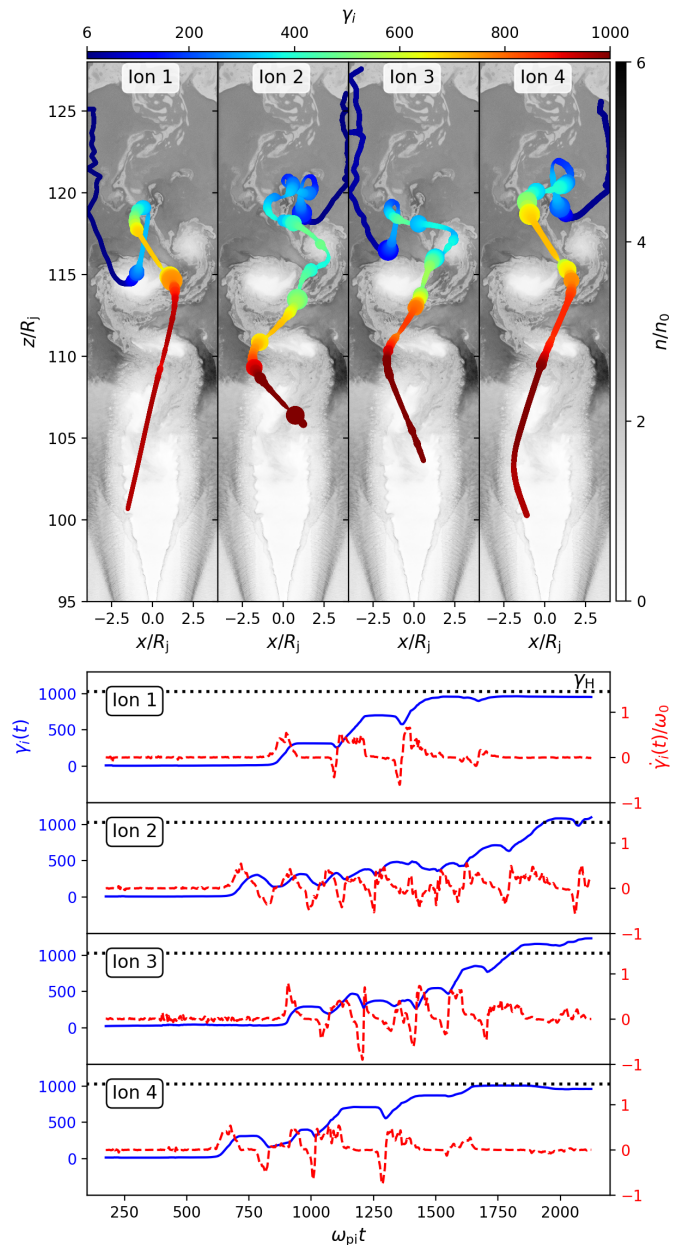 γᵢ
6 200 400 600 800 1000
Ion 1 Ion 2 Ion 3 Ion 4
z/Rⱼ
125
120
115
110
105
100
95
−2.5 0.0 2.5 −2.5 0.0 2.5 −2.5 0.0 2.5 −2.5 0.0 2.5
x/Rⱼ x/Rⱼ x/Rⱼ x/Rⱼ
6
4
2
0
n/n₀
γ_H
Ion 1
1000
500
0
γᵢ(t)
1
0
−1
γ̇ᵢ(t)/ω₀
Ion 2
1000
500
0
1
0
−1
Ion 3
1000
500
0
1
0
−1
Ion 4
1000
500
0
1
0
−1
250 500 750 1000 1250 1500 1750 2000
ω_pi t